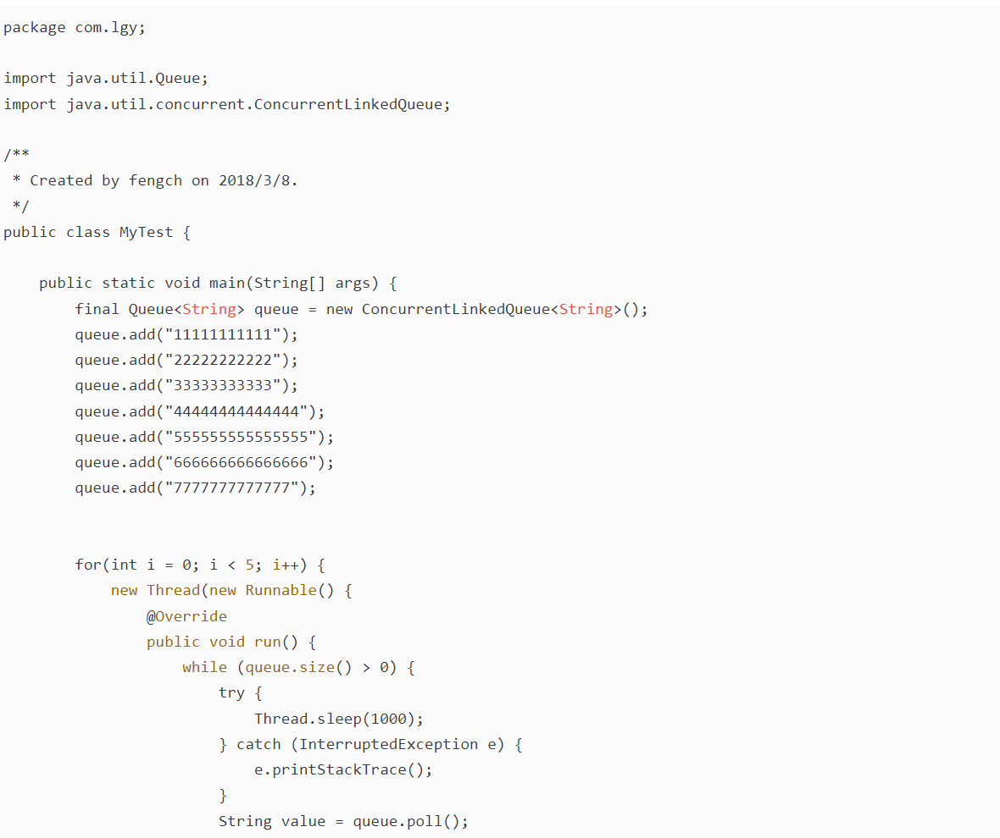 package com.lgy;
import java.util.Queue;
import java.util.concurrent.ConcurrentLinkedQueue;
/**
 * Created by fengch on 2018/3/8.
 */
public class MyTest {
    public static void main(String[] args) {
        final Queue<String> queue = new ConcurrentLinkedQueue<String>();
        queue.add("11111111111");
        queue.add("22222222222");
        queue.add("33333333333");
        queue.add("44444444444444");
        queue.add("555555555555555");
        queue.add("666666666666666");
        queue.add("7777777777777");
        for(int i = 0; i < 5; i++) {
            new Thread(new Runnable() {
                @Override
                public void run() {
                    while (queue.size() > 0) {
                        try {
                            Thread.sleep(1000);
                        } catch (InterruptedException e) {
                            e.printStackTrace();
                        }
                        String value = queue.poll();